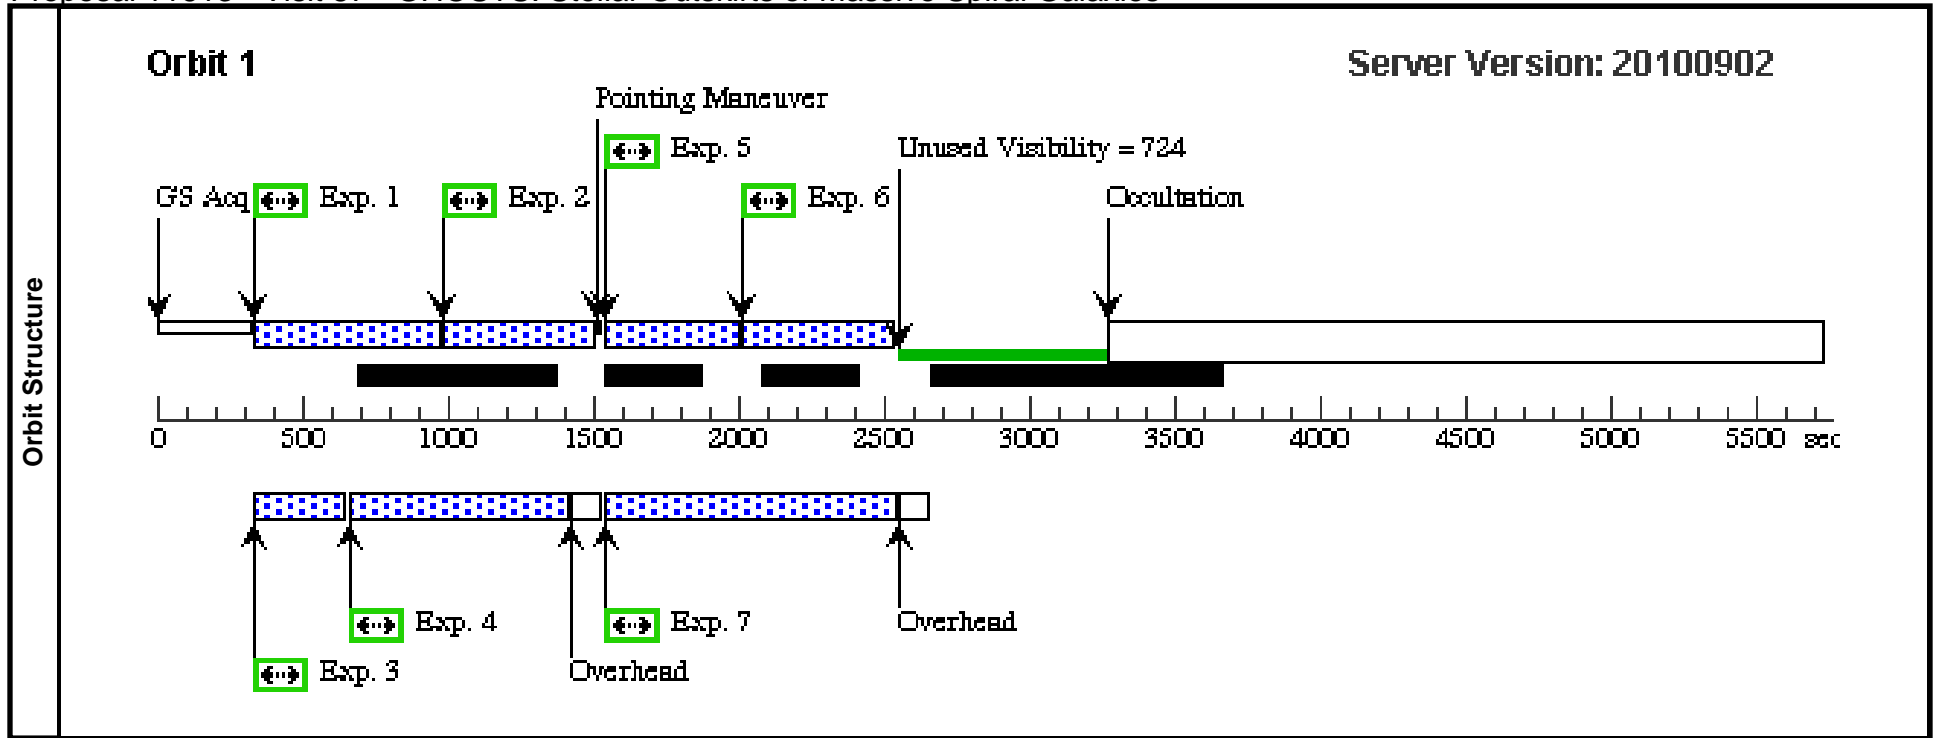 Orbit Structure
Orbit 1
Server Version: 20100902
Pointing Maneuver
Exp. 5
Unused Visibility = 724
GS Acq
Exp. 1
Exp. 2
Exp. 6
Occultation
0 500 1000 1500 2000 2500 3000 3500 4000 4500 5000 5500 sec
Exp. 4
Exp. 7
Overhead
Exp. 3
Overhead